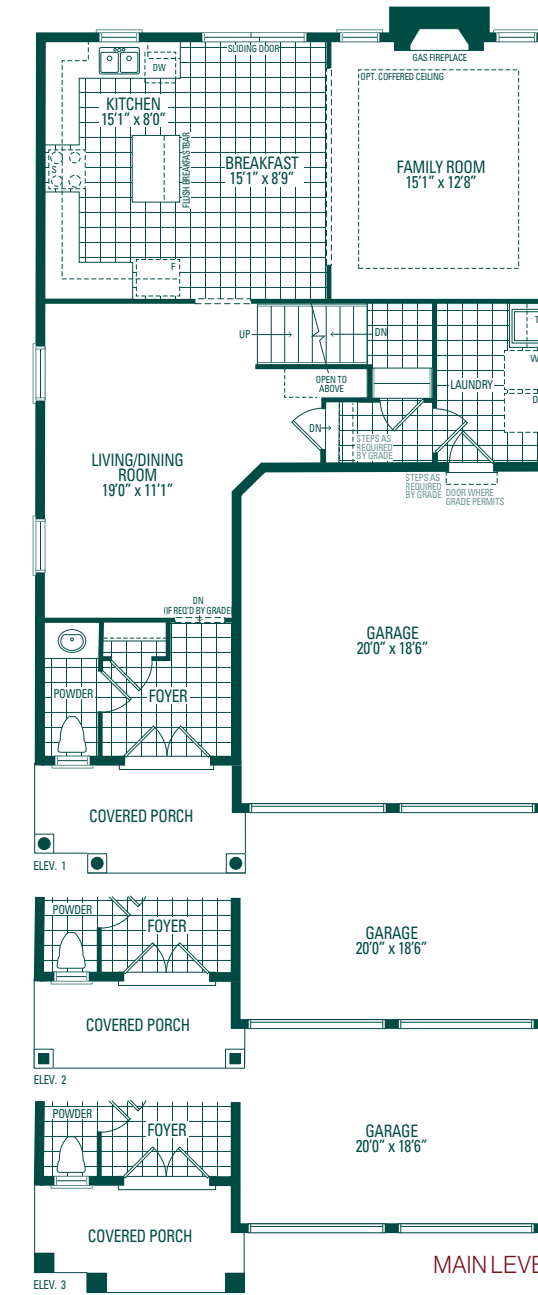 GAS FIREPLACE
SLIDING DOOR
DW
OPT. COFFERED CEILING
KITCHEN
15'1" x 8'0"
S
FLUSH BREAKFAST BAR
BREAKFAST
15'1" x 8'9"
FAMILY ROOM
15'1" x 12'8"
F
UP
DN
T
W
D
LAUNDRY
OPEN TO
ABOVE
DN
STEPS AS
REQUIRED
BY GRADE
LIVING/DINING
ROOM
19'0" x 11'1"
STEPS AS
REQUIRED
BY GRADE
DOOR WHERE
GRADE PERMITS
DN
(IF REQ'D BY GRADE)
GARAGE
20'0" x 18'6"
POWDER
FOYER
COVERED PORCH
ELEV. 1
POWDER
FOYER
GARAGE
20'0" x 18'6"
COVERED PORCH
ELEV. 2
POWDER
FOYER
GARAGE
20'0" x 18'6"
COVERED PORCH
ELEV. 3
MAIN LEVE